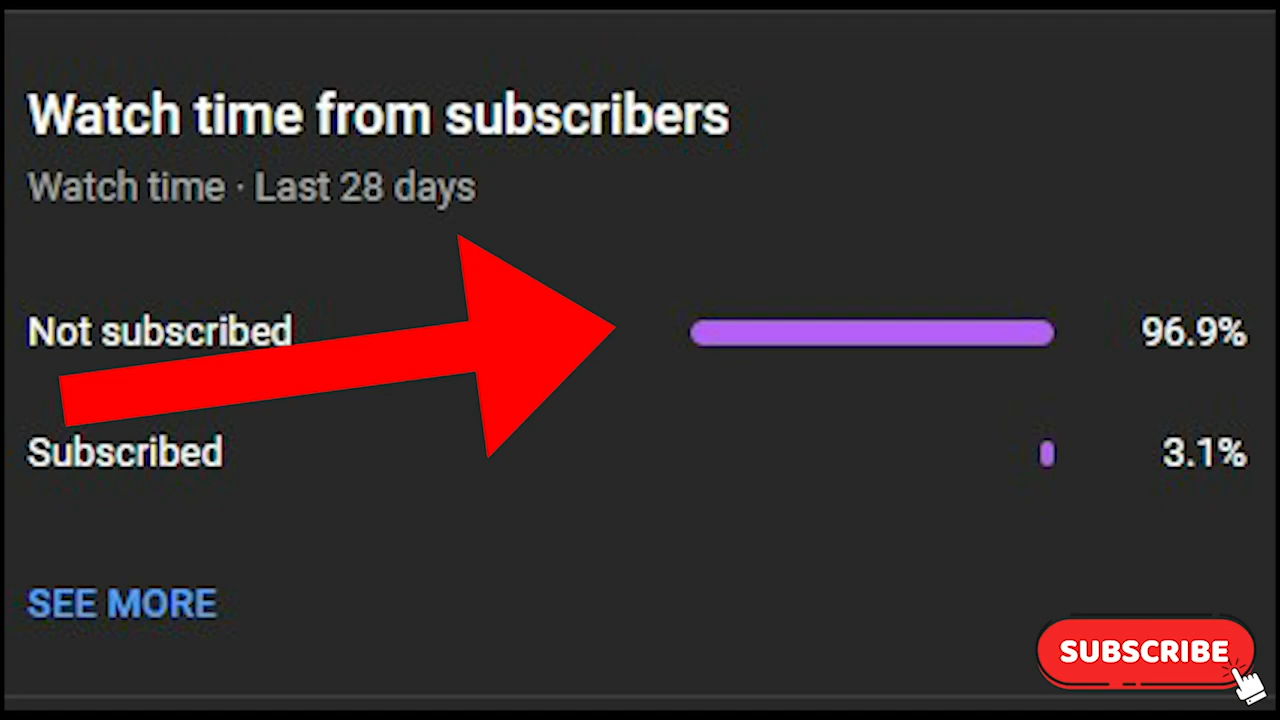 Watch time from subscribers
Watch time · Last 28 days
Not subscribed 96.9%
Subscribed 3.1%
SEE MORE
SUBSCRIBE